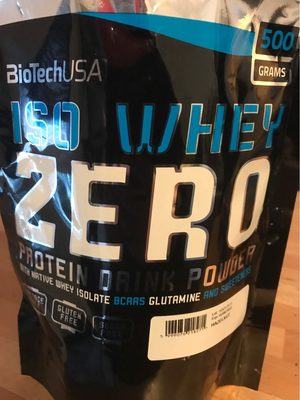 500
GRAMS
BioTechUSA
ISO WHEY
ZERO
PROTEIN DRINK POWDER
WITH NATIVE WHEY ISOLATE BCAAS GLUTAMINE AND SWEETENERS
GLUTEN
FREE
HAZELNUT